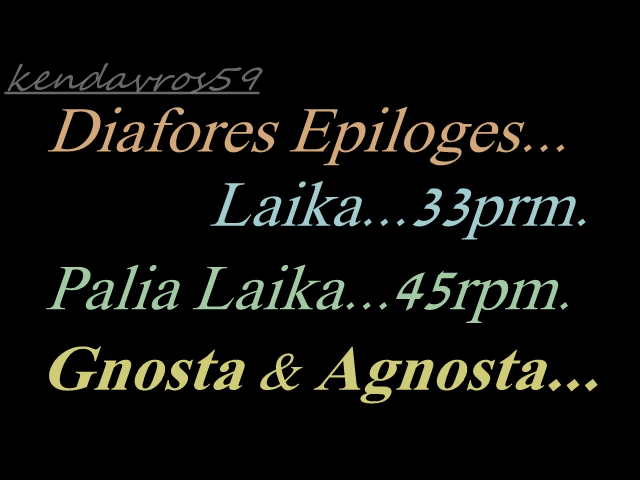 kendavros59
Diafores Epiloges...
Laika...33prm.
Palia Laika...45rpm.
Gnosta & Agnosta...